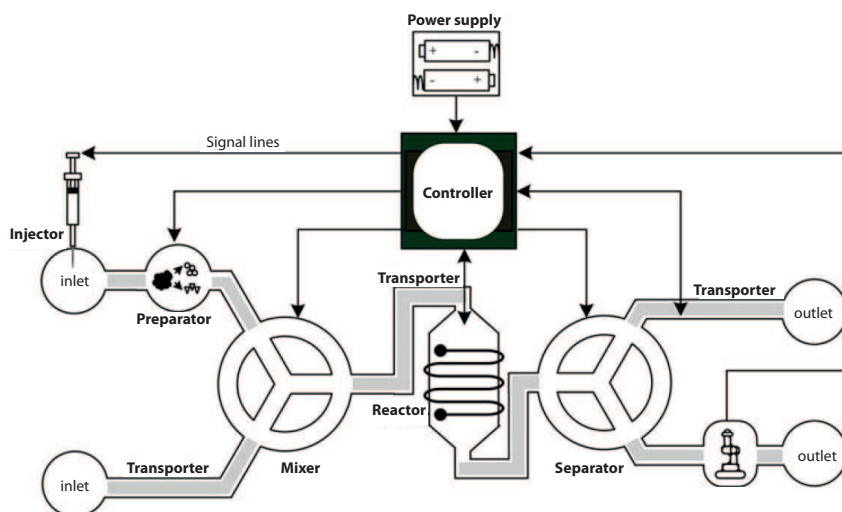 Power supply
+ -
- +
Signal lines
Controller
Injector
inlet
Preparator
Transporter
Transporter
outlet
Reactor
Transporter
inlet
Mixer
Separator
outlet